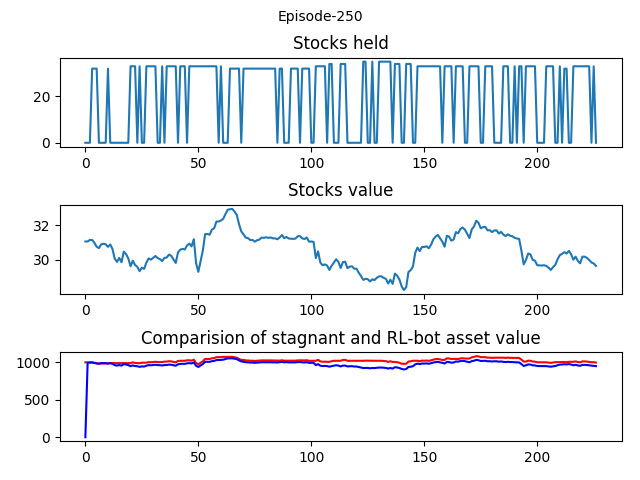 Episode-250
Stocks held
20
0
0 50 100 150 200
Stocks value
32
30
0 50 100 150 200
Comparision of stagnant and RL-bot asset value
1000
500
0
0 50 100 150 200